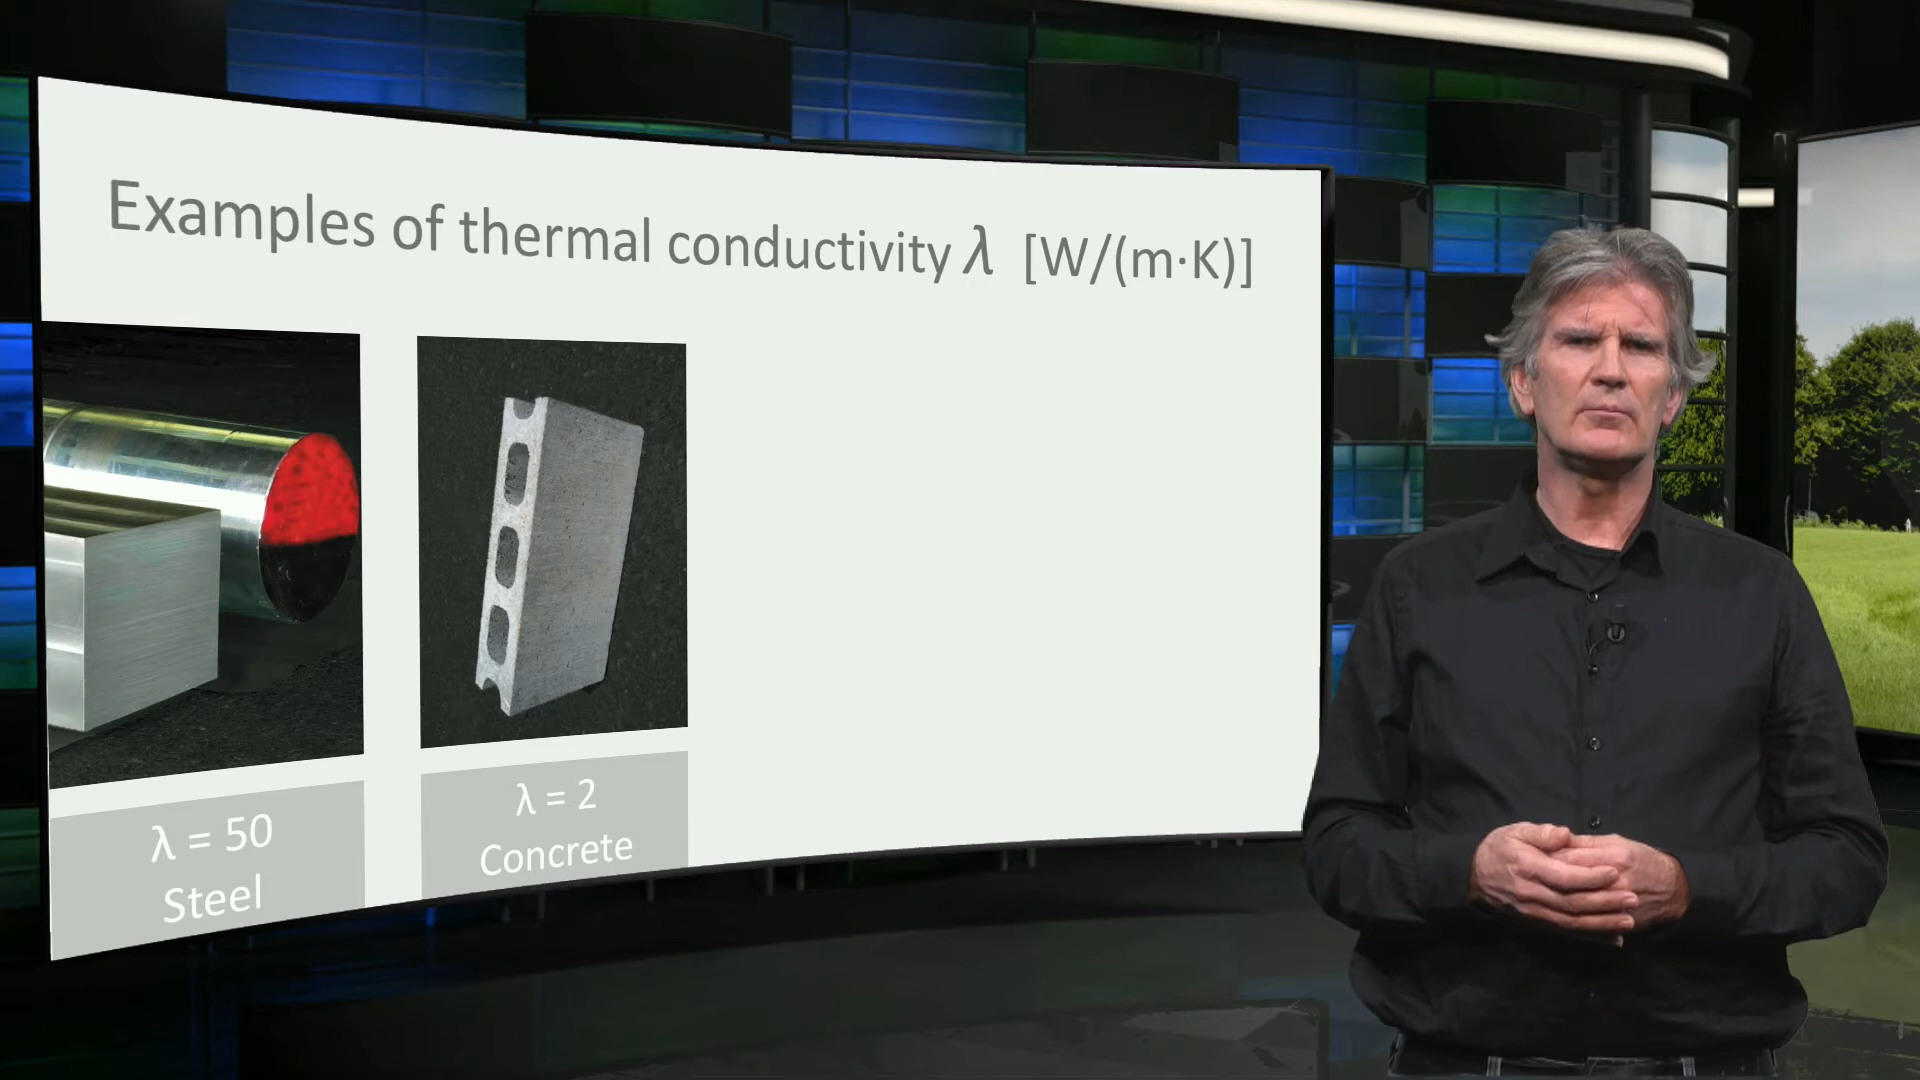 Examples of thermal conductivity λ [W/(m·K)]
λ = 50
Steel
λ = 2
Concrete